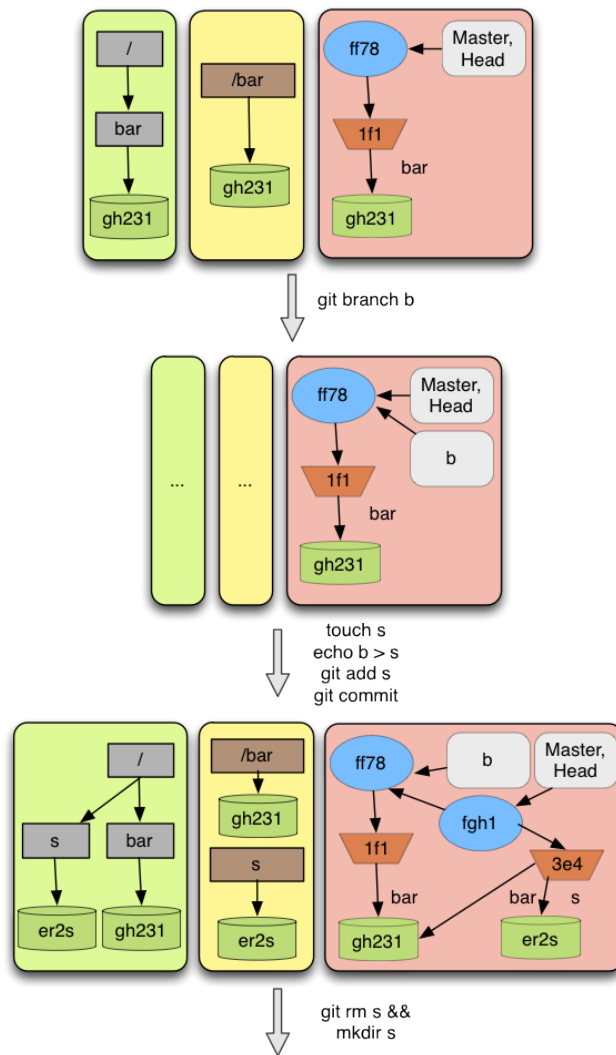 /
bar
gh231
/bar
gh231
ff78
Master,
Head
1f1
bar
gh231
git branch b
...
...
ff78
Master,
Head
b
1f1
bar
gh231
touch s
echo b > s
git add s
git commit
/
s
bar
er2s
gh231
/bar
gh231
s
er2s
ff78
b
Master,
Head
fgh1
1f1
3e4
bar
bar
s
gh231
er2s
git rm s &&
mkdir s